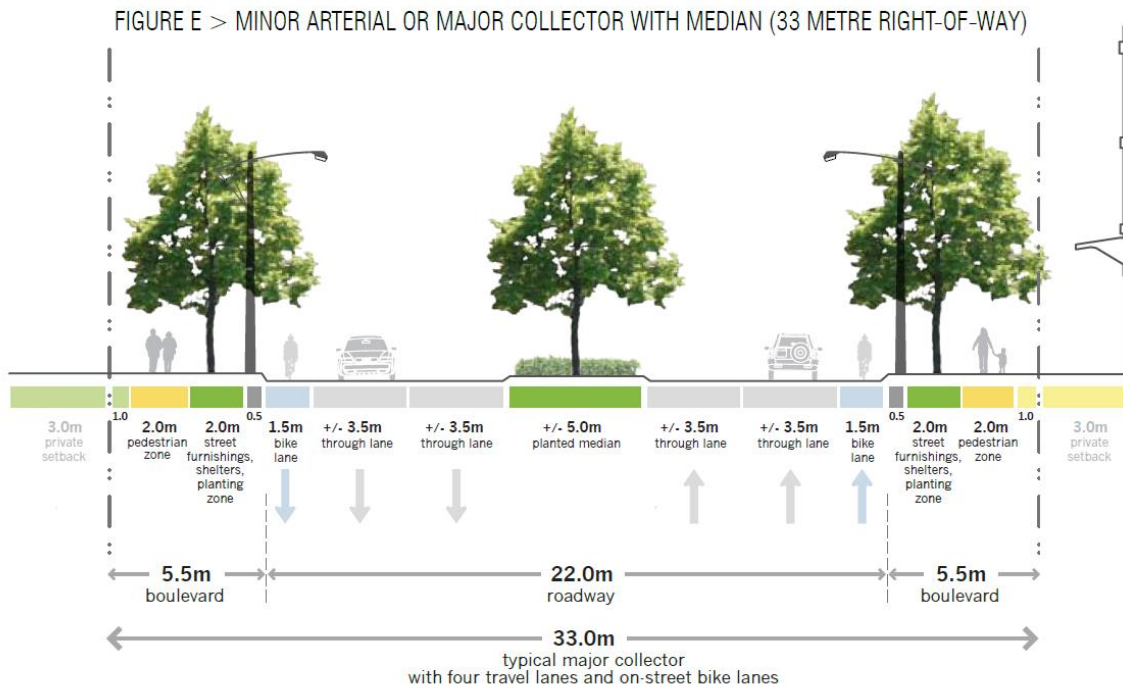 FIGURE E > MINOR ARTERIAL OR MAJOR COLLECTOR WITH MEDIAN (33 METRE RIGHT-OF-WAY)
3.0m
private
setback
1.0
2.0m
pedestrian
zone
2.0m
street
furnishings,
shelters,
planting
zone
0.5
1.5m
bike
lane
+/- 3.5m
through lane
+/- 3.5m
through lane
+/- 5.0m
planted median
+/- 3.5m
through lane
+/- 3.5m
through lane
1.5m
bike
lane
0.5
2.0m
street
furnishings,
shelters,
planting
zone
2.0m
pedestrian
zone
1.0
3.0m
private
setback
5.5m
boulevard
22.0m
roadway
5.5m
boulevard
33.0m
typical major collector
with four travel lanes and on-street bike lanes